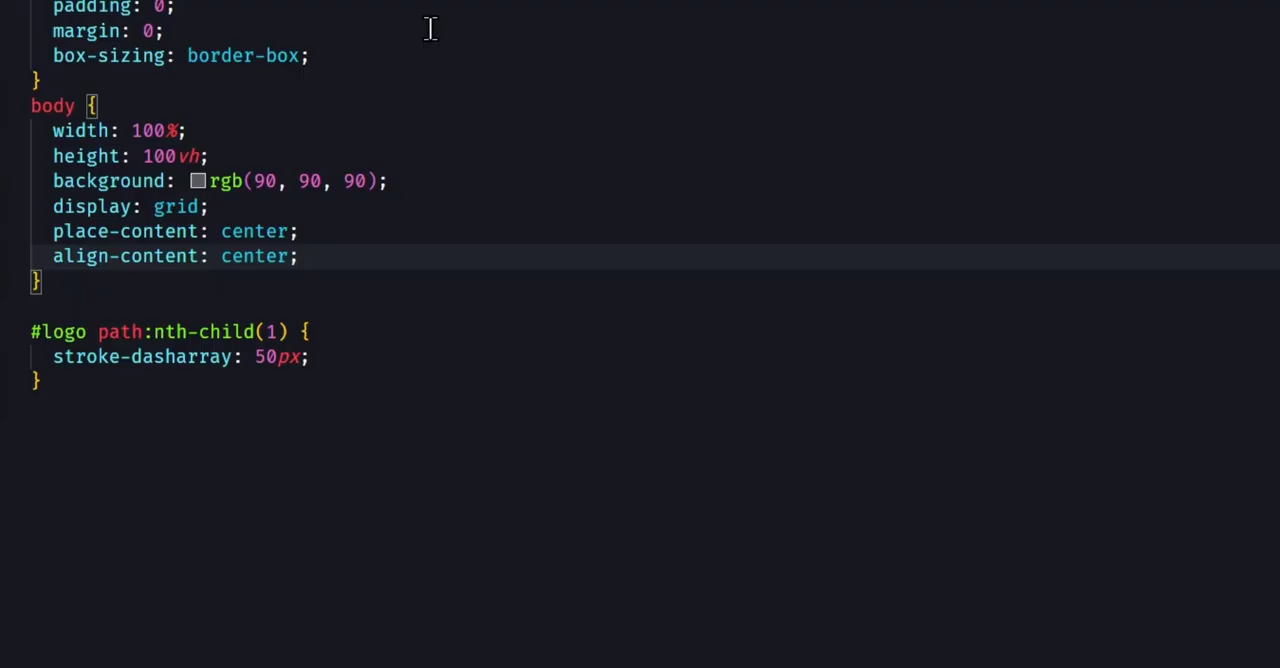 padding: 0;
margin: 0;
box-sizing: border-box;
}
body {
width: 100%;
height: 100vh;
background: rgb(90, 90, 90);
display: grid;
place-content: center;
align-content: center;
}
#logo path:nth-child(1) {
stroke-dasharray: 50px;
}